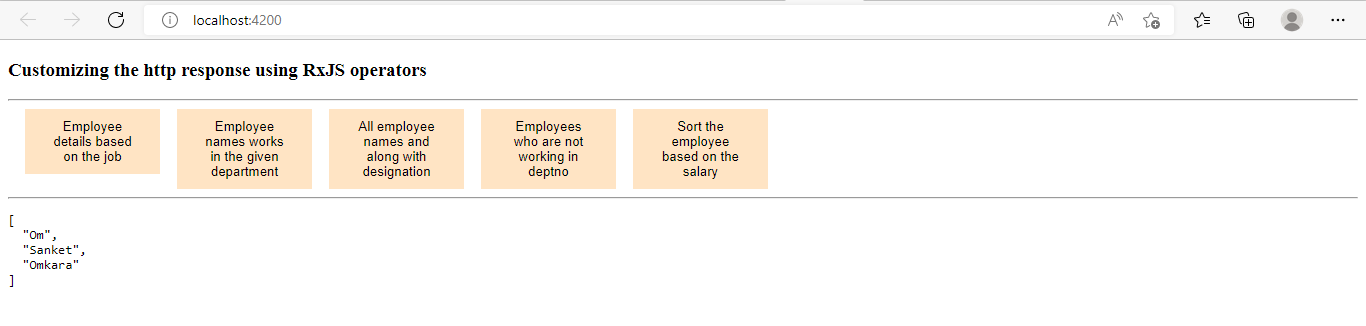 localhost:4200
Customizing the http response using RxJS operators
Employee
details based
on the job
Employee
names works
in the given
department
All employee
names and
along with
designation
Employees
who are not
working in
deptno
Sort the
employee
based on the
salary
[
"Om",
"Sanket",
"Omkara"
]